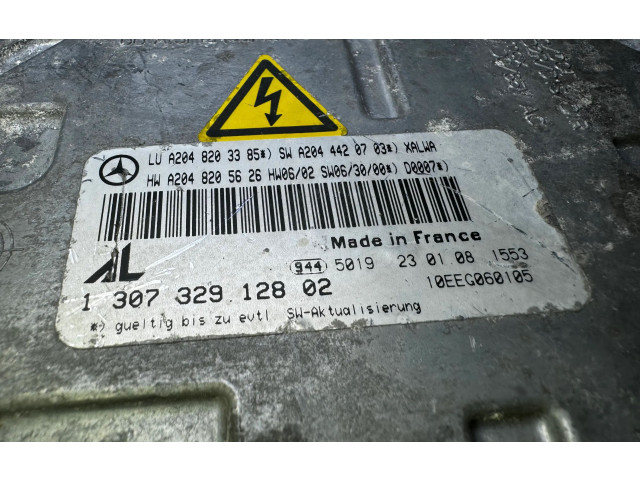 LU A204 820 33 85*) SW A204 442 07 03*) XALWA
HW A204 820 56 26 HW06/02 SW06/30/00*) D0007*)
Made in France
AL 944 5019 23 01 08 1553
1 307 329 128 02 10EEG060105
*) gueltig bis zu evtl SW-Aktualisierung